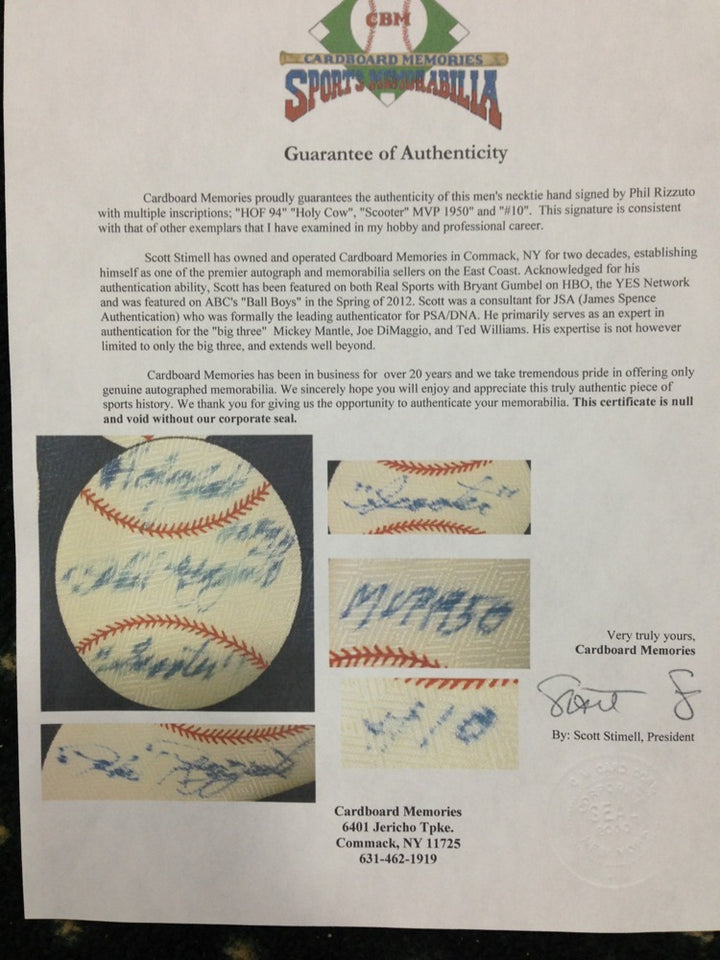 CBM
CARDBOARD MEMORIES
SPORTS MEMORABILIA
Guarantee of Authenticity
Cardboard Memories proudly guarantees the authenticity of this men's necktie hand signed by Phil Rizzuto
with multiple inscriptions; "HOF 94" "Holy Cow", "Scooter" MVP 1950" and "#10". This signature is consistent
with that of other exemplars that I have examined in my hobby and professional career.
Scott Stimell has owned and operated Cardboard Memories in Commack, NY for two decades, establishing
himself as one of the premier autograph and memorabilia sellers on the East Coast. Acknowledged for his
authentication ability, Scott has been featured on both Real Sports with Bryant Gumbel on HBO, the YES Network
and was featured on ABC's "Ball Boys" in the Spring of 2012. Scott was a consultant for JSA (James Spence
Authentication) who was formally the leading authenticator for PSA/DNA. He primarily serves as an expert in
authentication for the "big three" Mickey Mantle, Joe DiMaggio, and Ted Williams. His expertise is not however
limited to only the big three, and extends well beyond.
Cardboard Memories has been in business for over 20 years and we take tremendous pride in offering only
genuine autographed memorabilia. We sincerely hope you will enjoy and appreciate this truly authentic piece of
sports history. We thank you for giving us the opportunity to authenticate your memorabilia. This certificate is null
and void without our corporate seal.
MVP 1950
#10
Very truly yours,
Cardboard Memories
Scott S
By: Scott Stimell, President
SEAL
Cardboard Memories
6401 Jericho Tpke.
Commack, NY 11725
631-462-1919